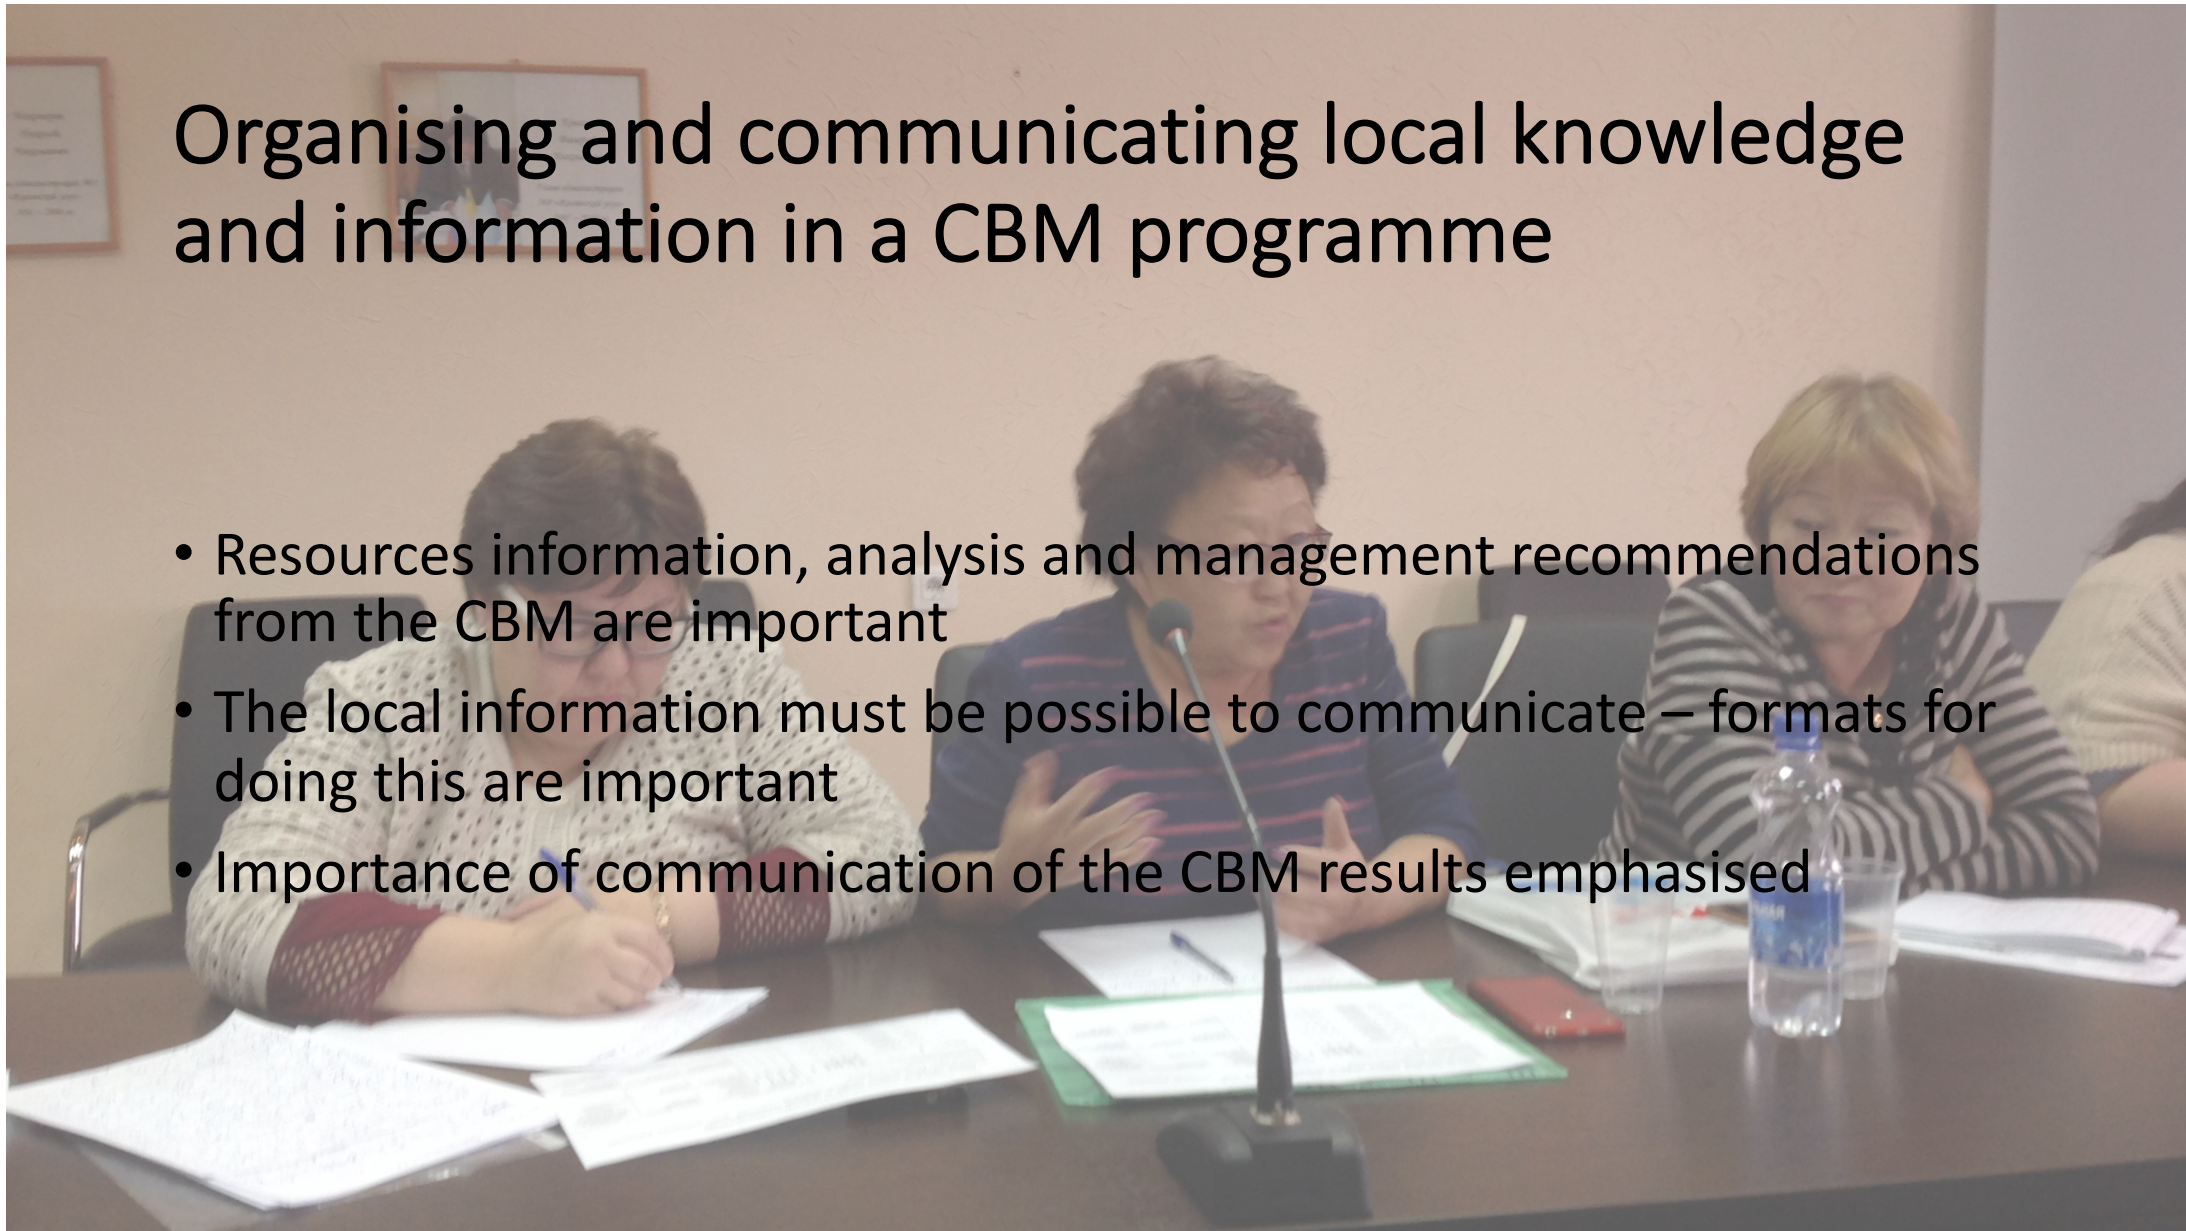 Organising and communicating local knowledge
and information in a CBM programme
• Resources information, analysis and management recommendations
from the CBM are important
• The local information must be possible to communicate – formats for
doing this are important
• Importance of communication of the CBM results emphasised